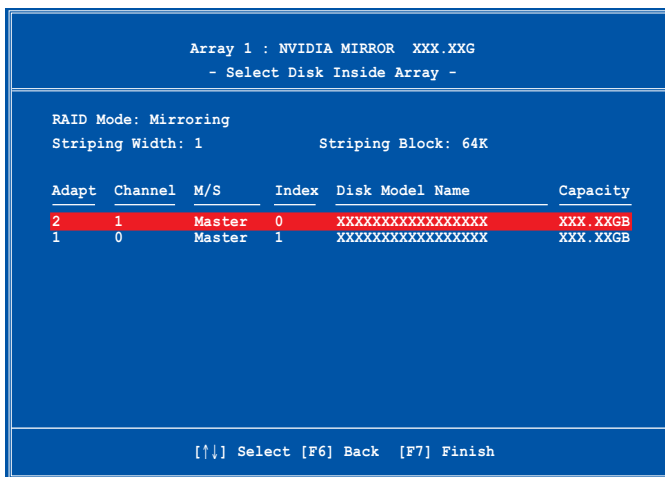 Array 1 : NVIDIA MIRROR XXX.XXG
- Select Disk Inside Array -
RAID Mode: Mirroring
Striping Width: 1 Striping Block: 64K
Adapt Channel M/S Index Disk Model Name Capacity
2 1 Master 0 XXXXXXXXXXXXXXXXX XXX.XXGB
1 0 Master 1 XXXXXXXXXXXXXXXXX XXX.XXGB
[↑↓] Select [F6] Back [F7] Finish